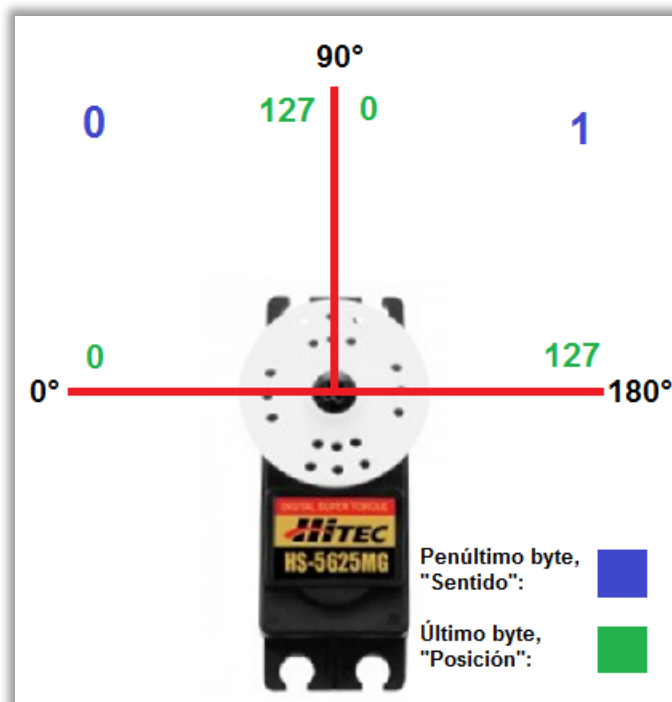 90°
127 0
0 1
0 127
0° 180°
DIGITAL SUPER TORQUE
HiTEC
HS-5625MG
Penúltimo byte,
"Sentido":
Último byte,
"Posición":